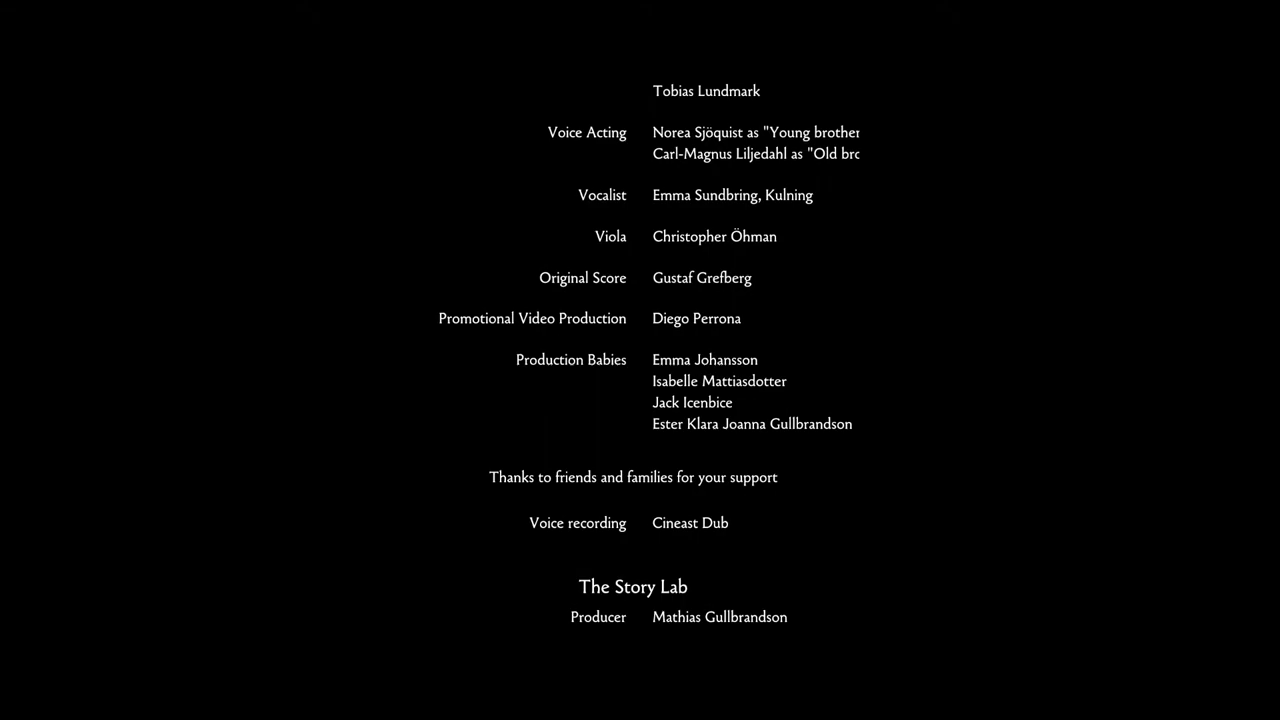 Tobias Lundmark
Voice Acting Norea Sjöquist as "Young brother
Carl-Magnus Liljedahl as "Old bro
Vocalist Emma Sundbring, Kulning
Viola Christopher Öhman
Original Score Gustaf Grefberg
Promotional Video Production Diego Perrona
Production Babies Emma Johansson
Isabelle Mattiasdotter
Jack Icenbice
Ester Klara Joanna Gullbrandson
Thanks to friends and families for your support
Voice recording Cineast Dub
The Story Lab
Producer Mathias Gullbrandson